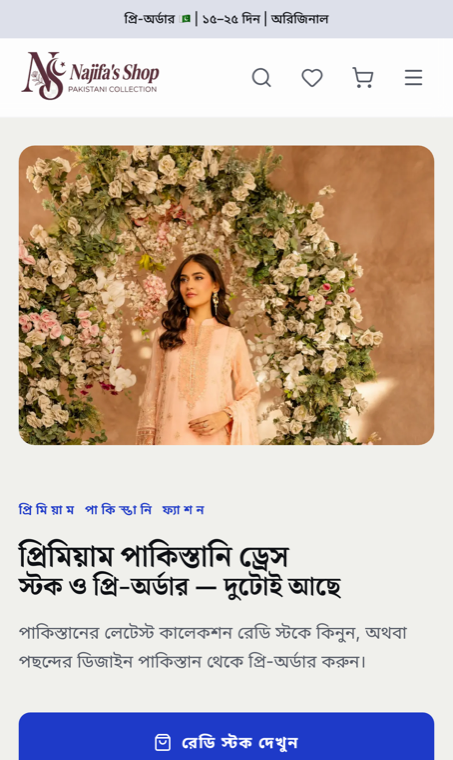 প্রি-অর্ডার 🇵🇰 | ১৫–২৫ দিন | অরিজিনাল
NS Najifa's Shop
PAKISTANI COLLECTION
প্রিমিয়াম পাকিস্তানি ফ্যাশন
প্রিমিয়াম পাকিস্তানি ড্রেস
স্টক ও প্রি-অর্ডার — দুটোই আছে
পাকিস্তানের লেটেস্ট কালেকশন রেডি স্টকে কিনুন, অথবা
পছন্দের ডিজাইন পাকিস্তান থেকে প্রি-অর্ডার করুন।
রেডি স্টক দেখুন